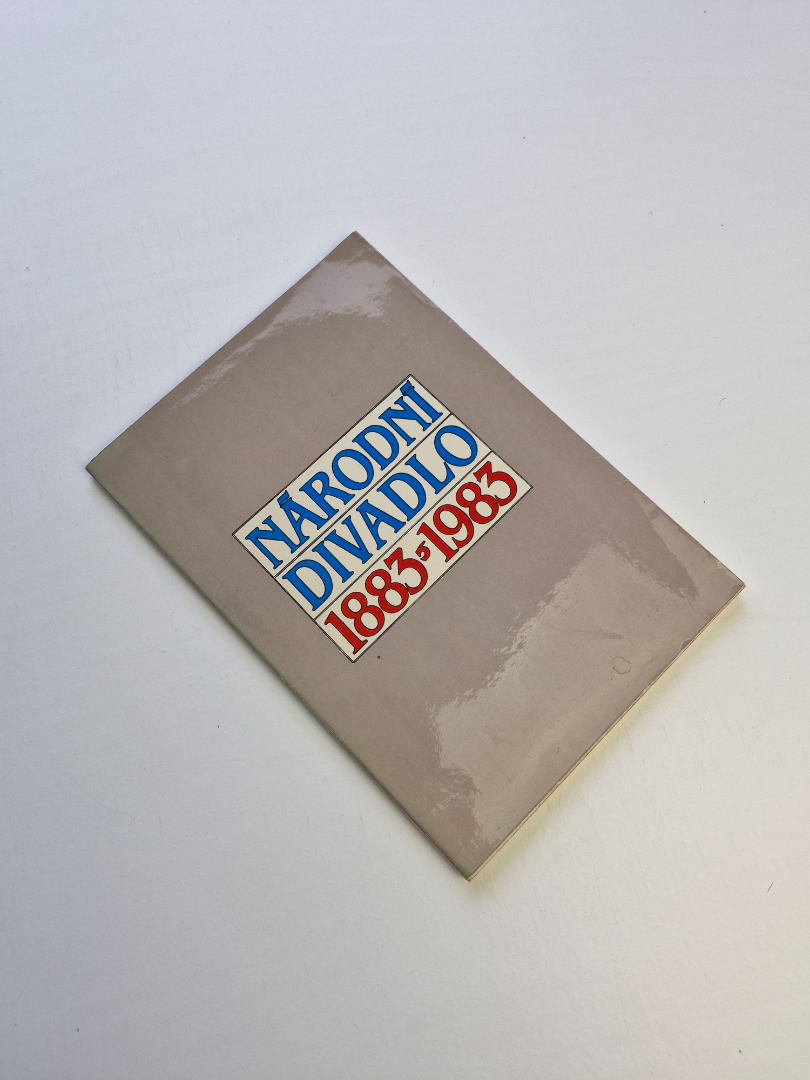 NÁRODNÍ
DIVADLO
1883-1983